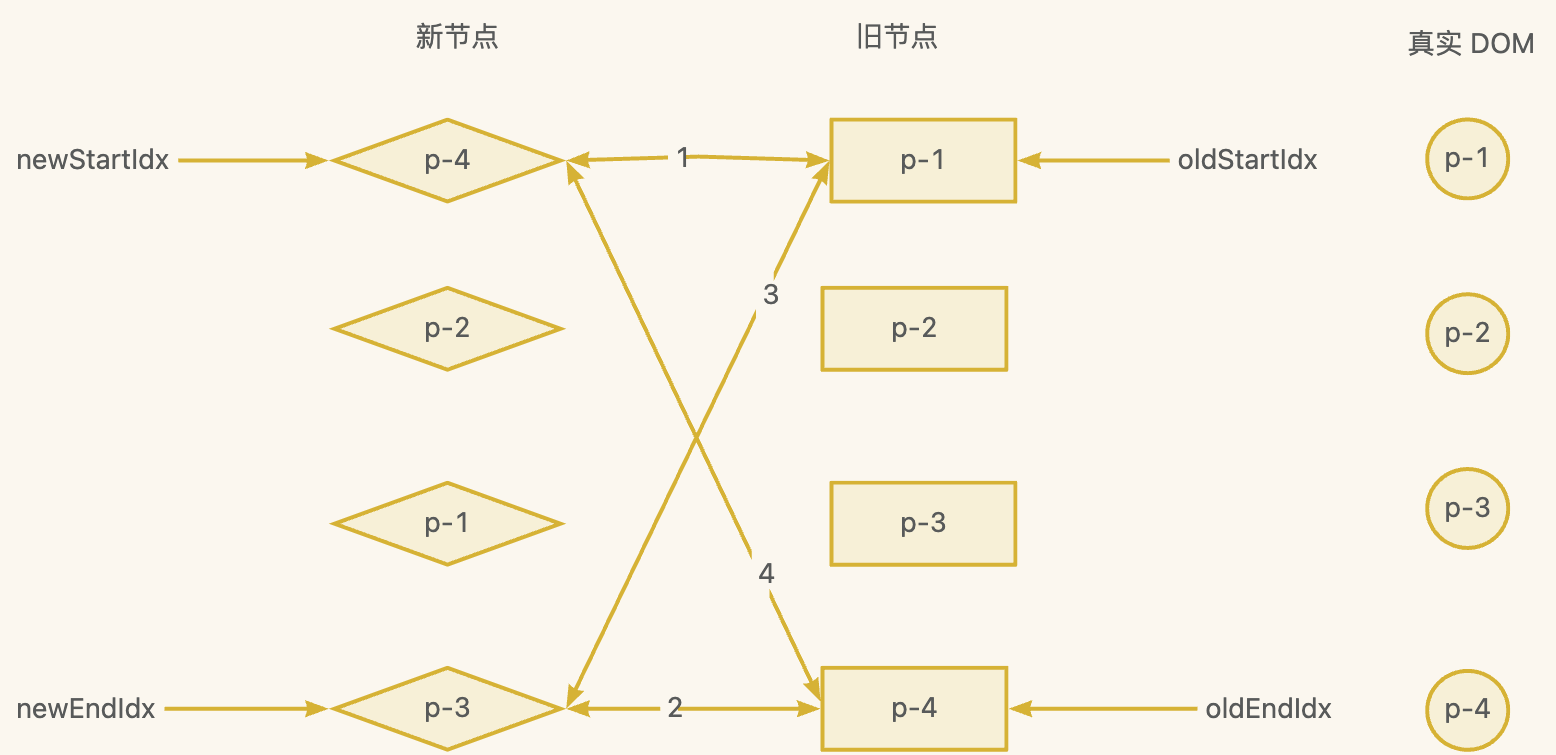 新节点
旧节点
真实 DOM
newStartIdx
p-4
1
p-1
oldStartIdx
p-1
3
p-2
p-2
p-2
p-1
p-3
p-3
4
newEndIdx
p-3
2
p-4
oldEndIdx
p-4